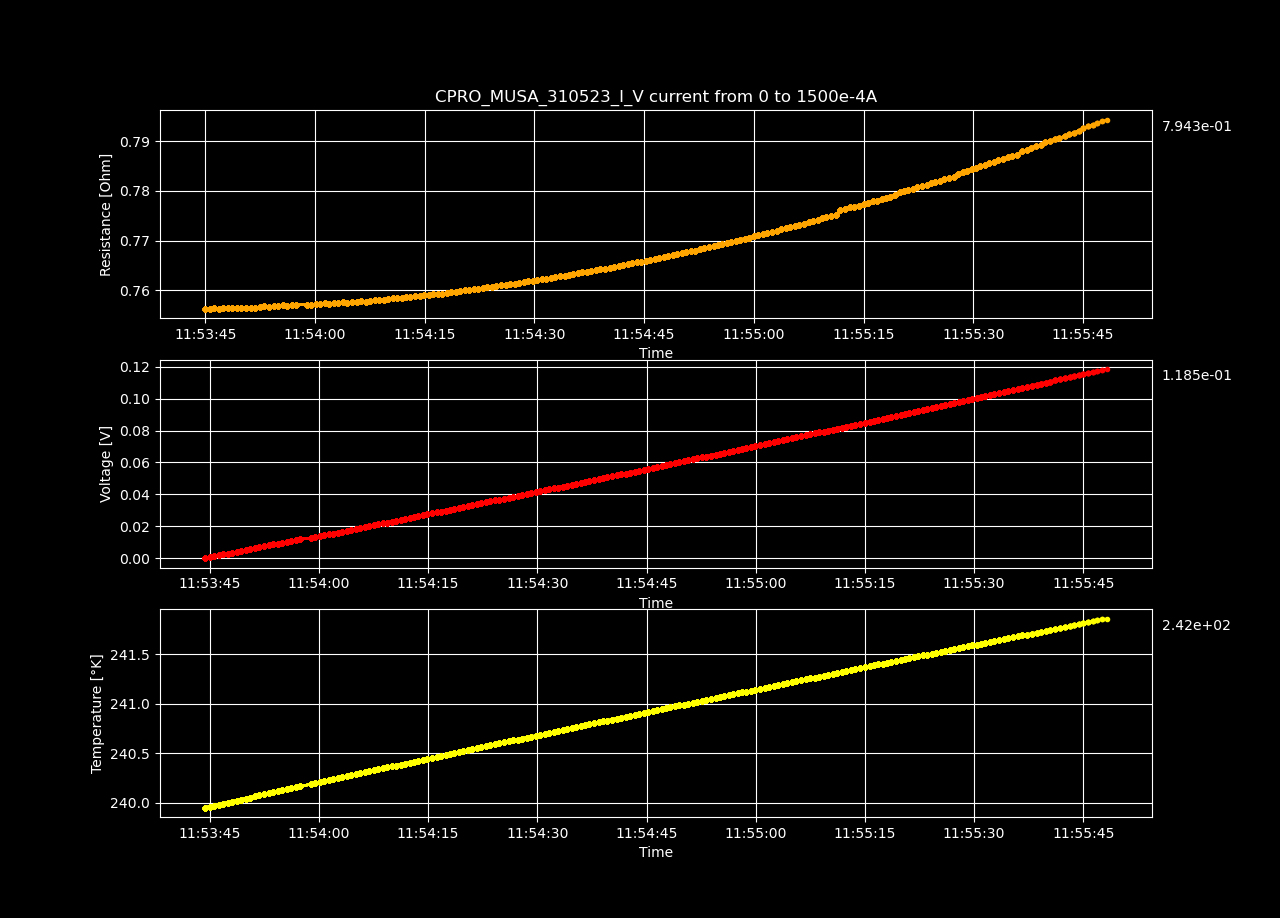 CPRO_MUSA_310523_I_V current from 0 to 1500e-4A
7.943e-01
Resistance [Ohm]
0.79
0.78
0.77
0.76
11:53:45 11:54:00 11:54:15 11:54:30 11:54:45 11:55:00 11:55:15 11:55:30 11:55:45
Time
1.185e-01
Voltage [V]
0.12
0.10
0.08
0.06
0.04
0.02
0.00
11:53:45 11:54:00 11:54:15 11:54:30 11:54:45 11:55:00 11:55:15 11:55:30 11:55:45
Time
2.42e+02
Temperature [°K]
241.5
241.0
240.5
240.0
11:53:45 11:54:00 11:54:15 11:54:30 11:54:45 11:55:00 11:55:15 11:55:30 11:55:45
Time